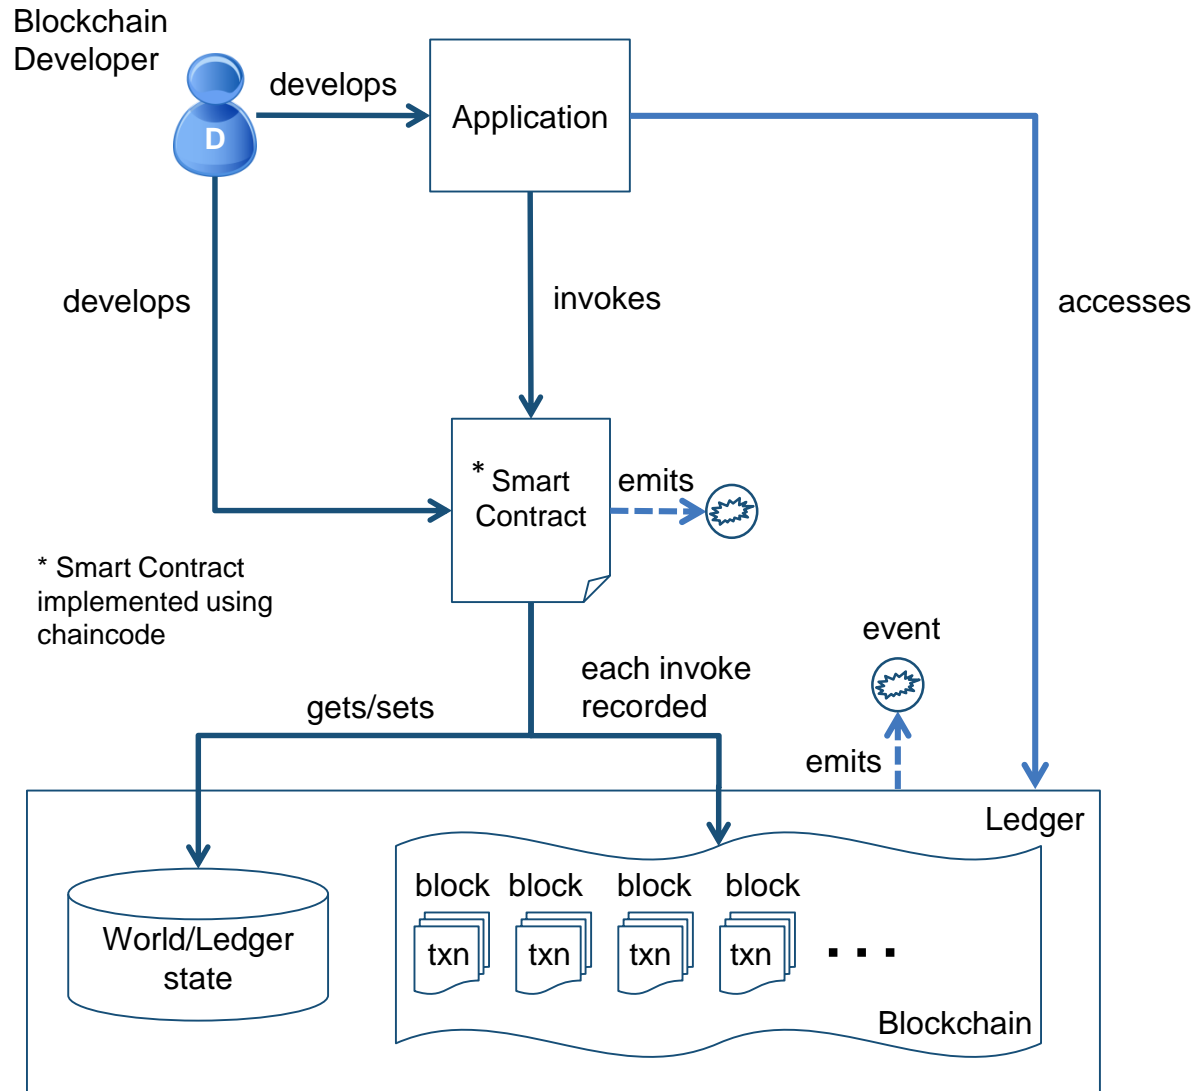 Blockchain
Developer
D
develops
Application
develops
invokes
accesses
* Smart
Contract
emits
* Smart Contract
implemented using
chaincode
event
each invoke
recorded
gets/sets
emits
Ledger
block block block block
txn txn txn txn
...
World/Ledger
state
Blockchain